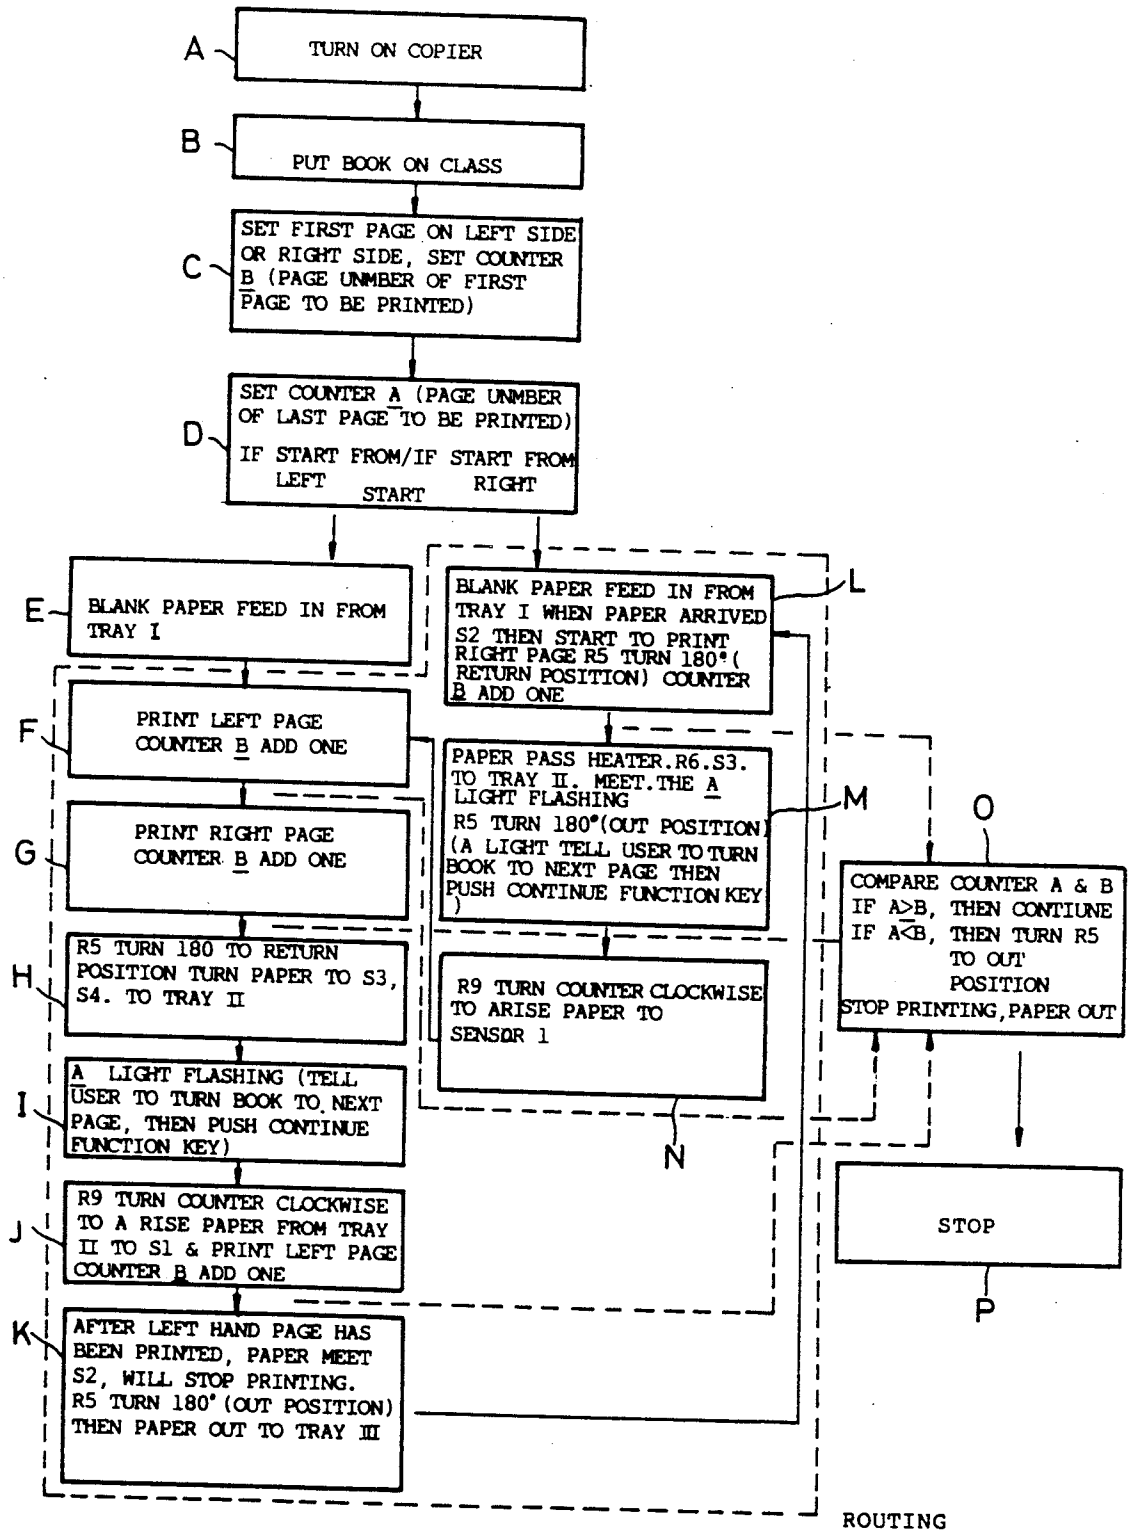 A
TURN ON COPIER
B
PUT BOOK ON CLASS
C
SET FIRST PAGE ON LEFT SIDE
OR RIGHT SIDE, SET COUNTER
B (PAGE UNMBER OF FIRST
PAGE TO BE PRINTED)
D
SET COUNTER A (PAGE UNMBER
OF LAST PAGE TO BE PRINTED)
IF START FROM/IF START FROM
LEFT RIGHT
START
E
BLANK PAPER FEED IN FROM
TRAY I
F
PRINT LEFT PAGE
COUNTER B ADD ONE
G
PRINT RIGHT PAGE
COUNTER B ADD ONE
H
R5 TURN 180 TO RETURN
POSITION TURN PAPER TO S3,
S4. TO TRAY II
I
A LIGHT FLASHING (TELL
USER TO TURN BOOK TO NEXT
PAGE, THEN PUSH CONTINUE
FUNCTION KEY)
J
R9 TURN COUNTER CLOCKWISE
TO A RISE PAPER FROM TRAY
II TO S1 & PRINT LEFT PAGE
COUNTER B ADD ONE
K
AFTER LEFT HAND PAGE HAS
BEEN PRINTED, PAPER MEET
S2, WILL STOP PRINTING.
R5 TURN 180° (OUT POSITION)
THEN PAPER OUT TO TRAY III
L
BLANK PAPER FEED IN FROM
TRAY I WHEN PAPER ARRIVED
S2 THEN START TO PRINT
RIGHT PAGE R5 TURN 180°(
RETURN POSITION) COUNTER
B ADD ONE
M
PAPER PASS HEATER.R6.S3.
TO TRAY II. MEET.THE A
LIGHT FLASHING
R5 TURN 180°(OUT POSITION)
(A LIGHT TELL USER TO TURN
BOOK TO NEXT PAGE THEN
PUSH CONTINUE FUNCTION KEY
)
N
R9 TURN COUNTER CLOCKWISE
TO ARISE PAPER TO
SENSOR 1
O
COMPARE COUNTER A & B
IF A≥B, THEN CONTIUNE
IF A<B, THEN TURN R5
TO OUT
POSITION
STOP PRINTING,PAPER OUT
STOP
P
ROUTING